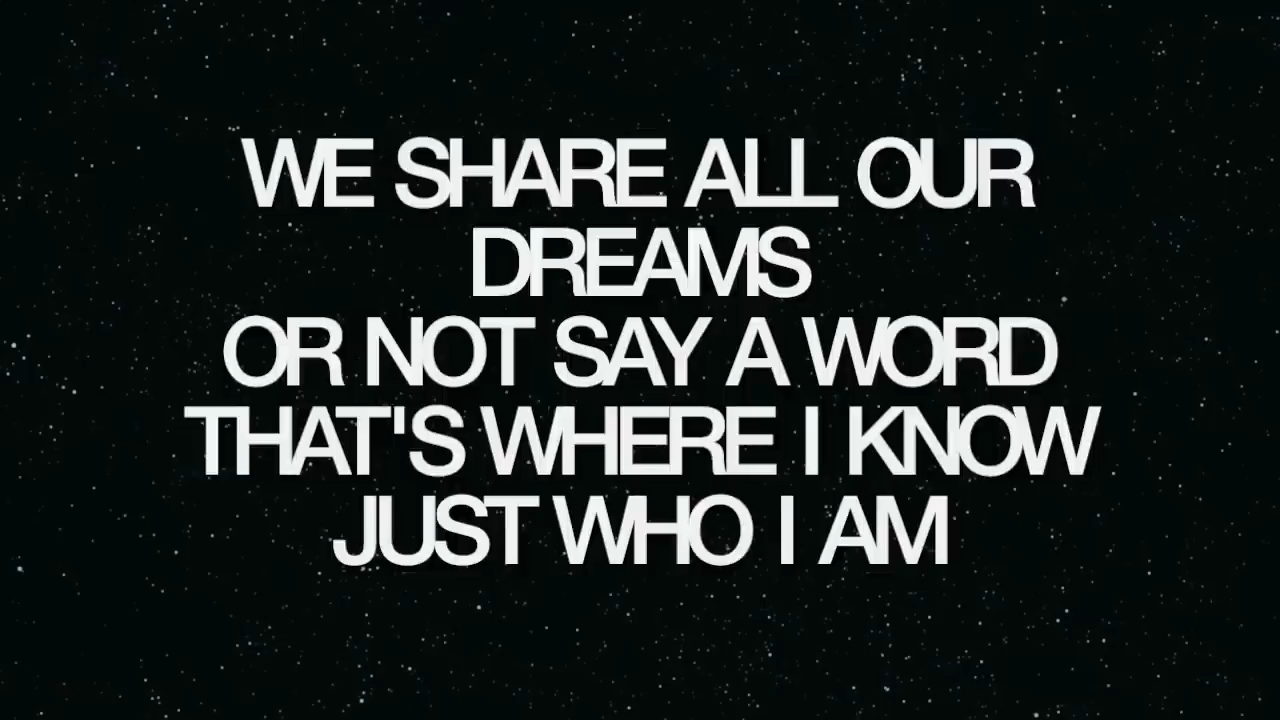 WE SHARE ALL OUR
DREAMS
OR NOT SAY A WORD
THAT'S WHERE I KNOW
JUST WHO I AM